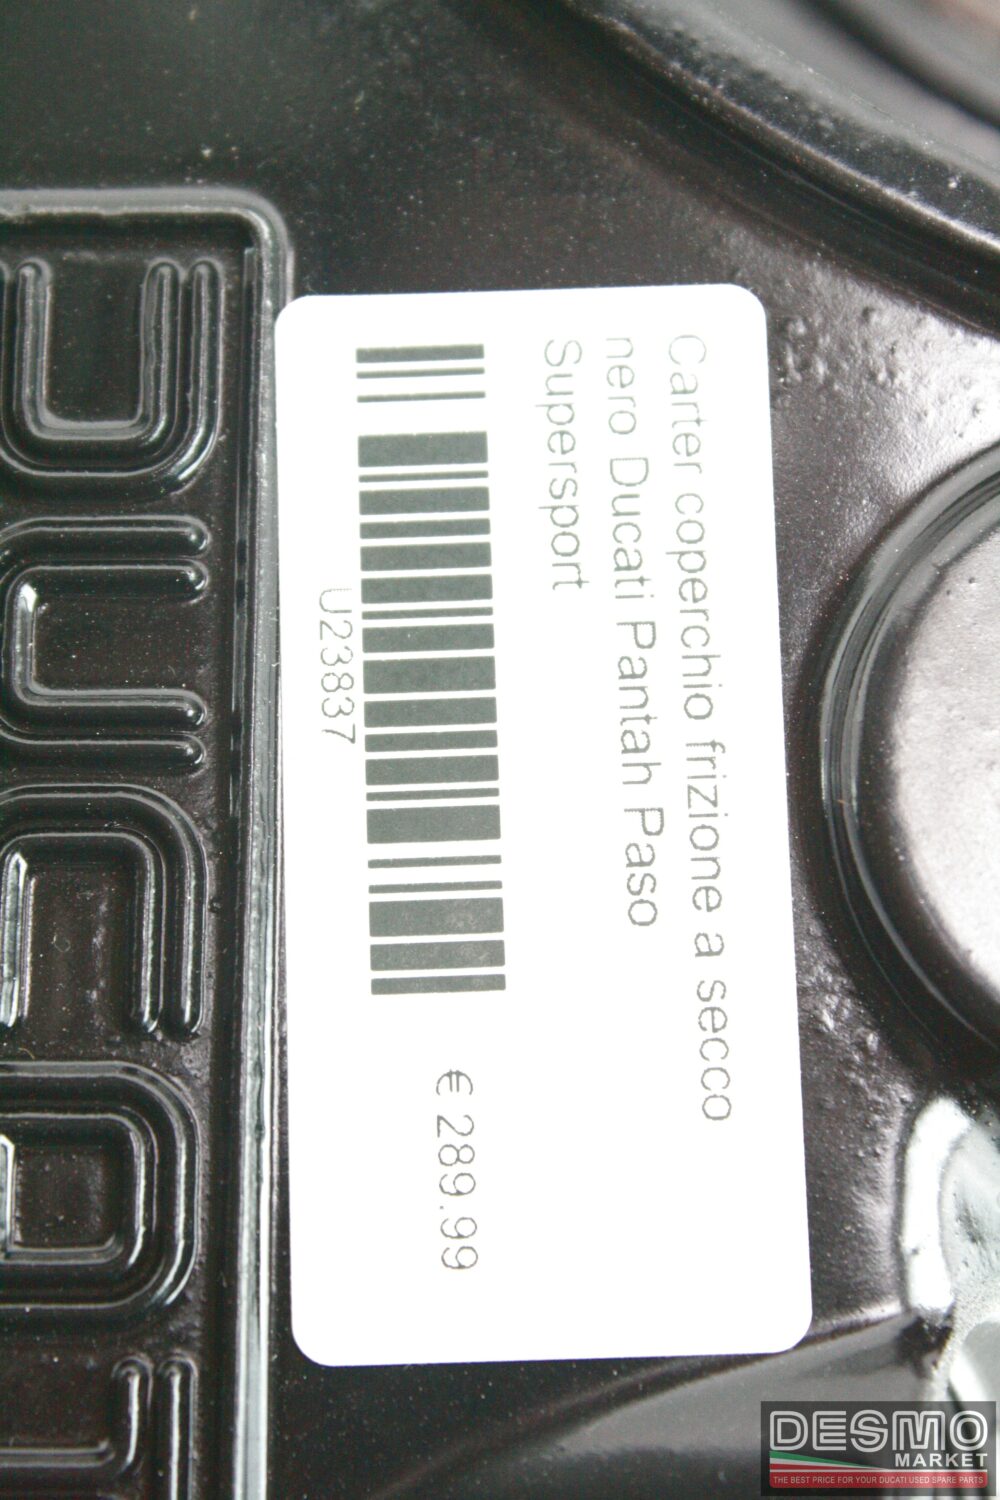 Carter coperchio frizione a secco
nero Ducati Pantah Paso
Supersport
U23837
€ 289.99
DUCATI
DESMO
MARKET
THE BEST PRICE FOR YOUR DUCATI USED SPARE PARTS